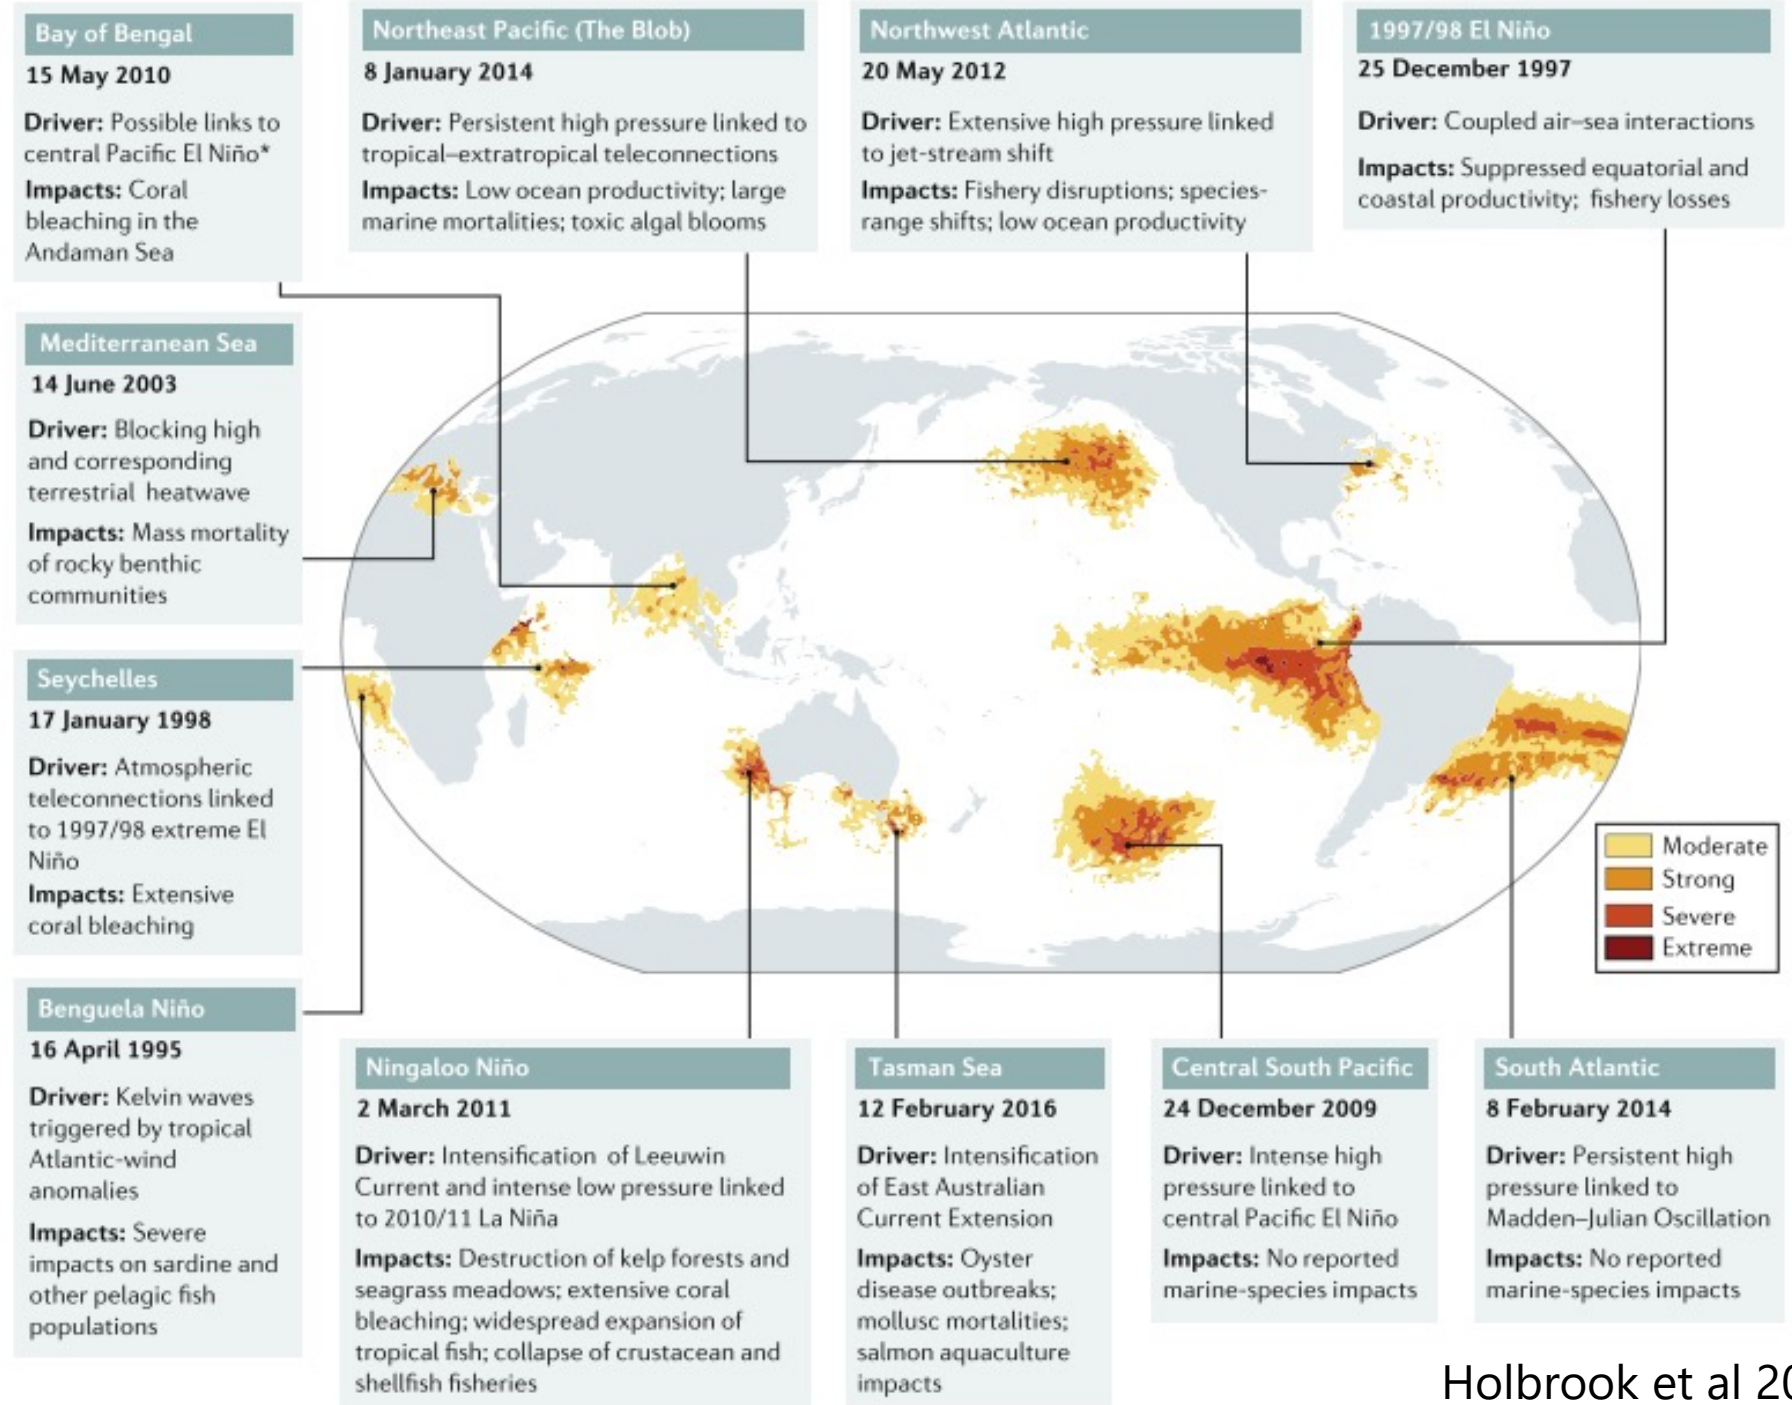 Bay of Bengal
15 May 2010
Driver: Possible links to
central Pacific El Niño*
Impacts: Coral
bleaching in the
Andaman Sea
Northeast Pacific (The Blob)
8 January 2014
Driver: Persistent high pressure linked to
tropical–extratropical teleconnections
Impacts: Low ocean productivity; large
marine mortalities; toxic algal blooms
Northwest Atlantic
20 May 2012
Driver: Extensive high pressure linked
to jet-stream shift
Impacts: Fishery disruptions; species-
range shifts; low ocean productivity
1997/98 El Niño
25 December 1997
Driver: Coupled air–sea interactions
Impacts: Suppressed equatorial and
coastal productivity; fishery losses
Mediterranean Sea
14 June 2003
Driver: Blocking high
and corresponding
terrestrial heatwave
Impacts: Mass mortality
of rocky benthic
communities
Seychelles
17 January 1998
Driver: Atmospheric
teleconnections linked
to 1997/98 extreme El
Niño
Impacts: Extensive
coral bleaching
Moderate
Strong
Severe
Extreme
Benguela Niño
16 April 1995
Driver: Kelvin waves
triggered by tropical
Atlantic-wind
anomalies
Impacts: Severe
impacts on sardine and
other pelagic fish
populations
Ningaloo Niño
2 March 2011
Driver: Intensification of Leeuwin
Current and intense low pressure linked
to 2010/11 La Niña
Impacts: Destruction of kelp forests and
seagrass meadows; extensive coral
bleaching; widespread expansion of
tropical fish; collapse of crustacean and
shellfish fisheries
Tasman Sea
12 February 2016
Driver: Intensification
of East Australian
Current Extension
Impacts: Oyster
disease outbreaks;
mollusc mortalities;
salmon aquaculture
impacts
Central South Pacific
24 December 2009
Driver: Intense high
pressure linked to
central Pacific El Niño
Impacts: No reported
marine-species impacts
South Atlantic
8 February 2014
Driver: Persistent high
pressure linked to
Madden–Julian Oscillation
Impacts: No reported
marine-species impacts
Holbrook et al 20